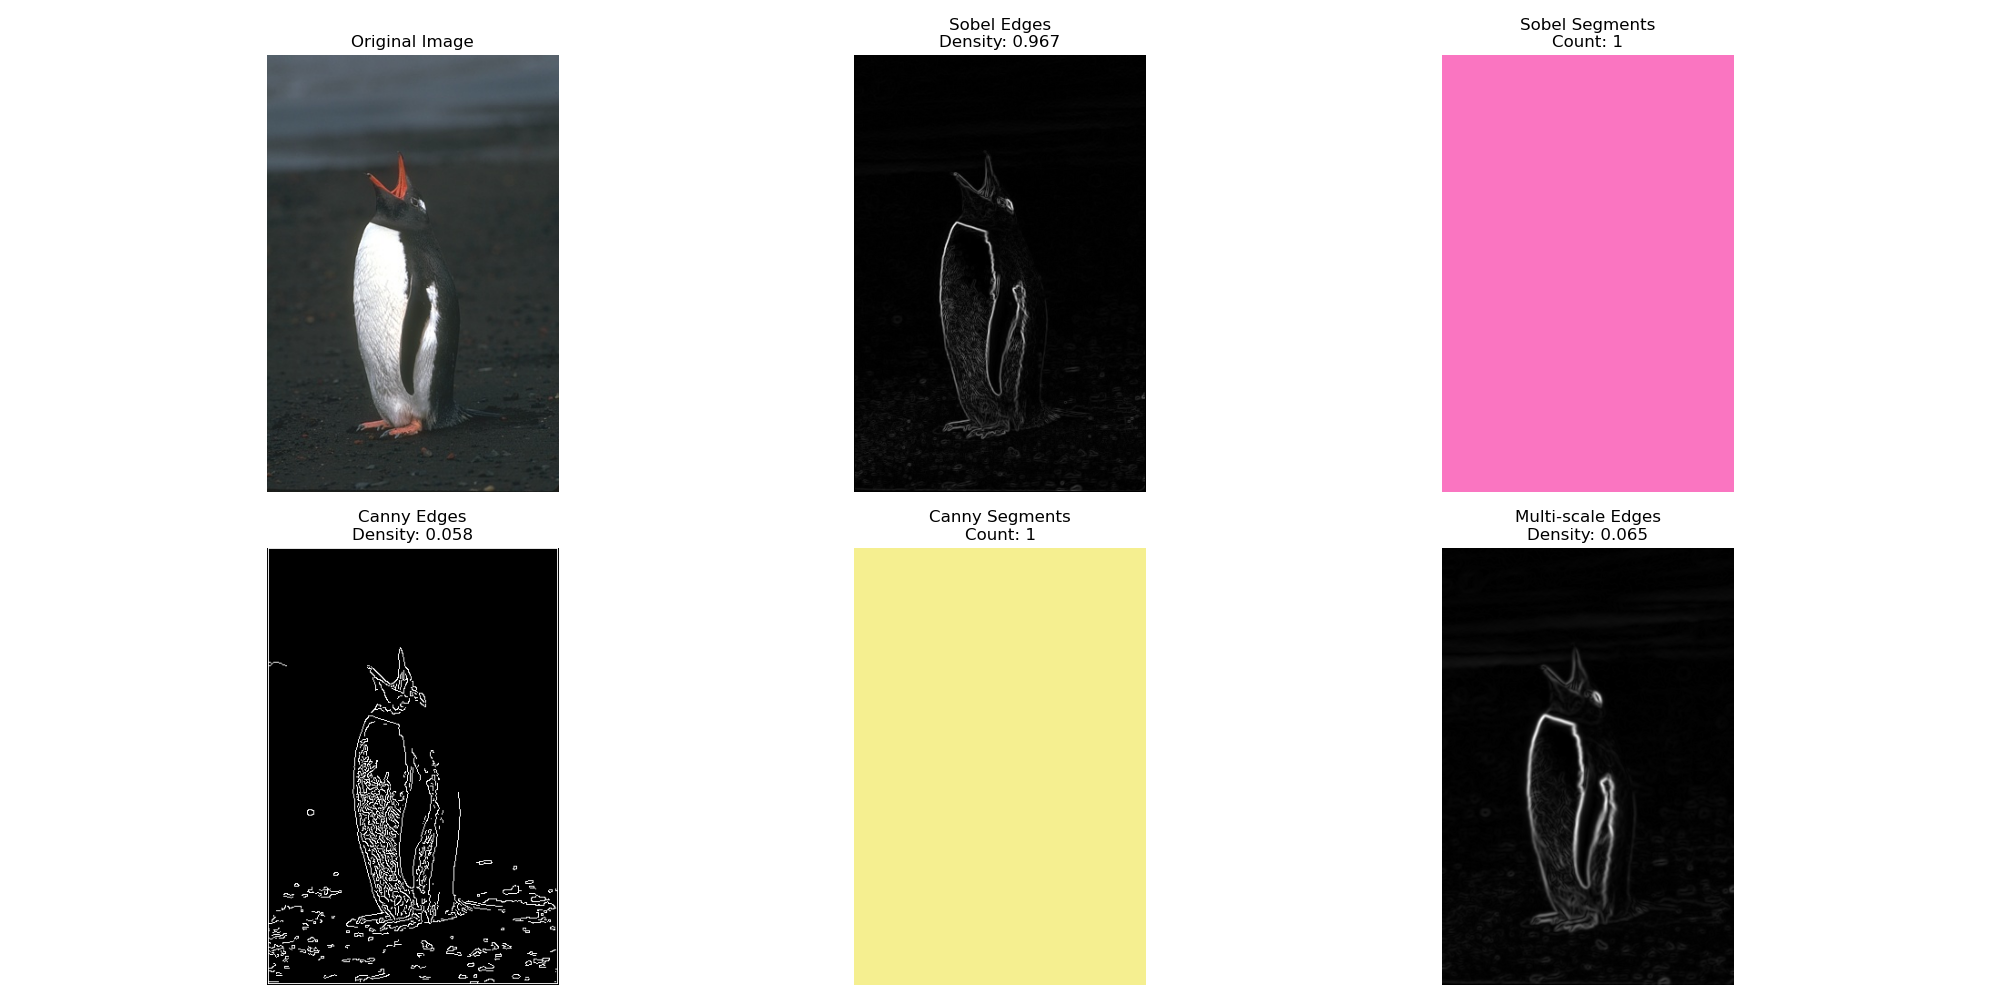 Original Image
Sobel Edges
Density: 0.967
Sobel Segments
Count: 1
Canny Edges
Density: 0.058
Canny Segments
Count: 1
Multi-scale Edges
Density: 0.065